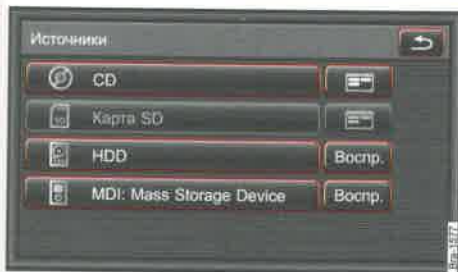 Источники
CD
Карта SD
HDD Воспр.
MDI: Mass Storage Device Воспр.